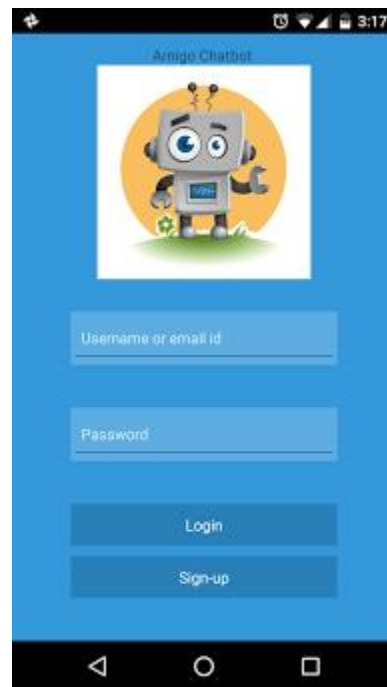 3:17
Amigo Chatbot
Username or email id
Password
Login
Sign-up